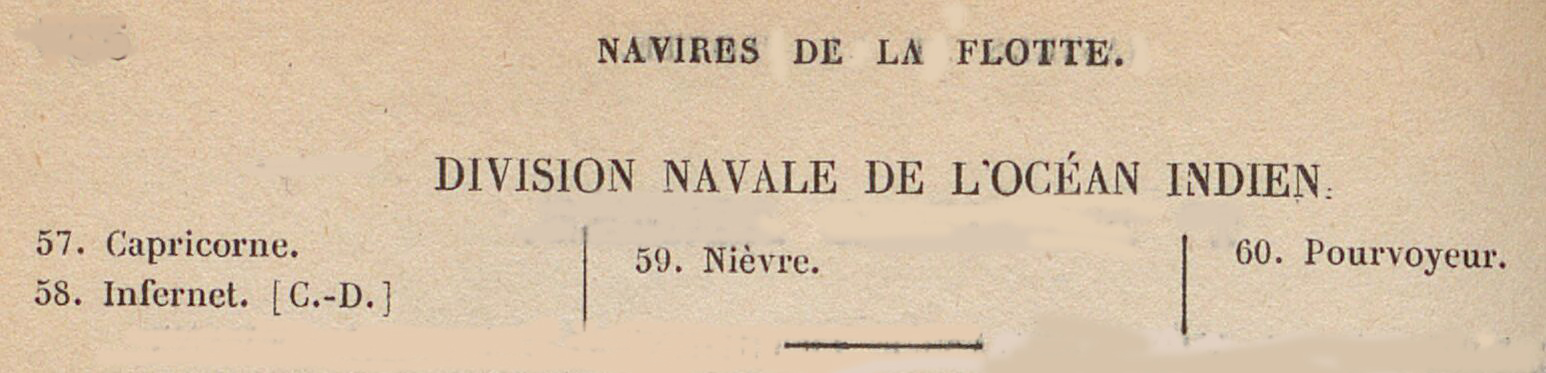 NAVIRES DE LA FLOTTE.
DIVISION NAVALE DE L'OCÉAN INDIEN.
57. Capricorne.
58. Infernet. [C.-D.]
59. Nièvre.
60. Pourvoyeur.